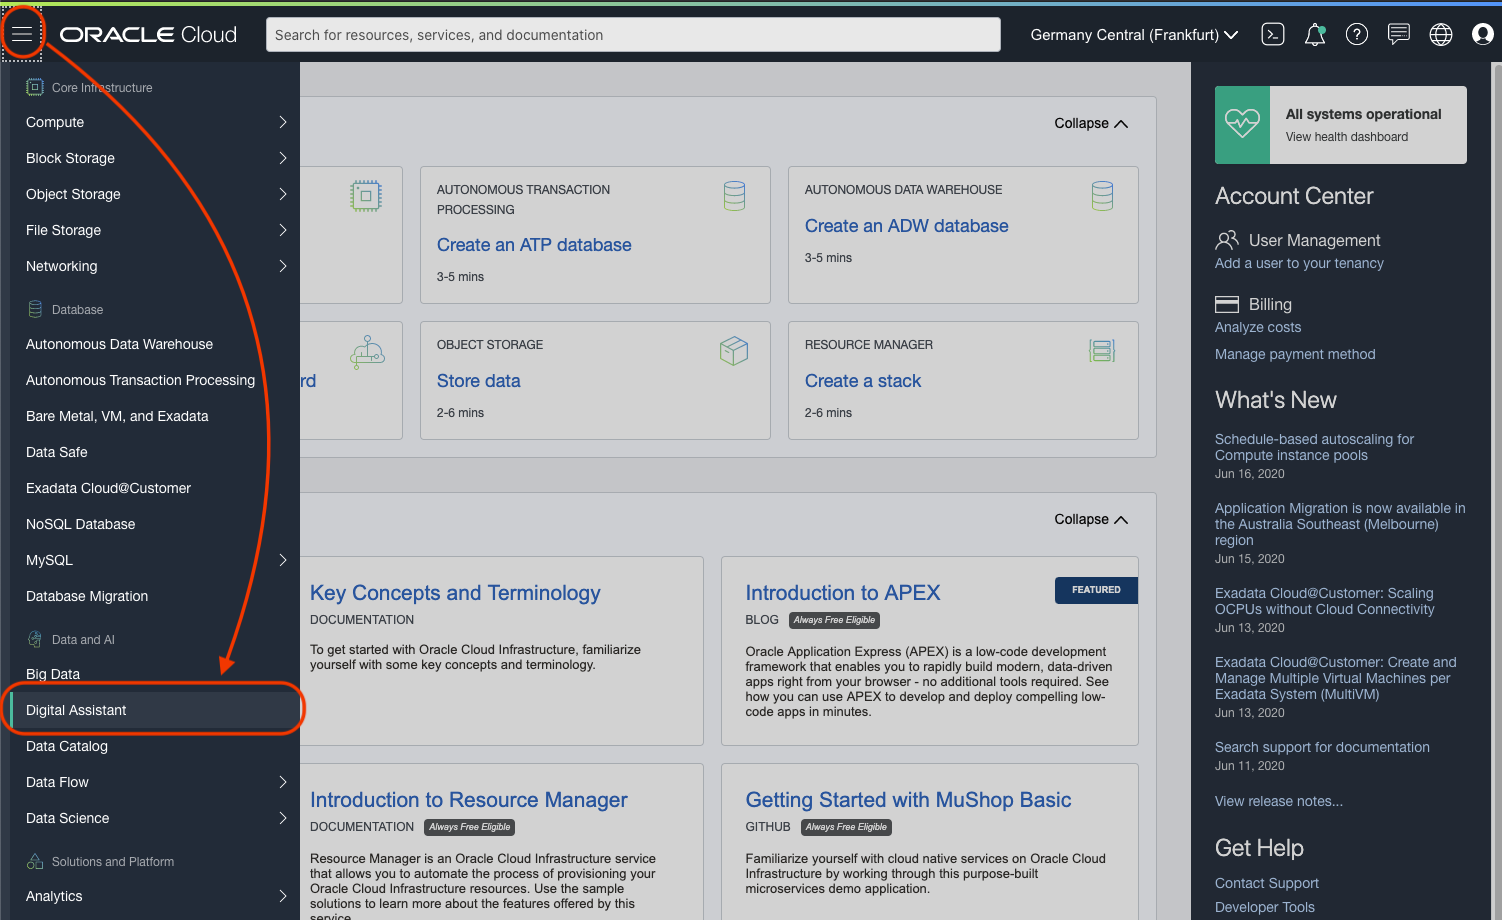 ORACLE Cloud
Search for resources, services, and documentation
Germany Central (Frankfurt)
Core Infrastructure
Compute
Block Storage
Object Storage
File Storage
Networking
Database
Autonomous Data Warehouse
Autonomous Transaction Processing
Bare Metal, VM, and Exadata
Data Safe
Exadata Cloud@Customer
NoSQL Database
MySQL
Database Migration
Data and AI
Big Data
Digital Assistant
Data Catalog
Data Flow
Data Science
Solutions and Platform
Analytics
Collapse
AUTONOMOUS TRANSACTION
PROCESSING
Create an ATP database
3-5 mins
AUTONOMOUS DATA WAREHOUSE
Create an ADW database
3-5 mins
rd
OBJECT STORAGE
Store data
2-6 mins
RESOURCE MANAGER
Create a stack
2-6 mins
Collapse
Key Concepts and Terminology
DOCUMENTATION
To get started with Oracle Cloud Infrastructure, familiarize
yourself with some key concepts and terminology.
Introduction to APEX
FEATURED
BLOG Always Free Eligible
Oracle Application Express (APEX) is a low-code development
framework that enables you to rapidly build modern, data-driven
apps right from your browser - no additional tools required. See
how you can use APEX to develop and deploy compelling low-
code apps in minutes.
Introduction to Resource Manager
DOCUMENTATION Always Free Eligible
Resource Manager is an Oracle Cloud Infrastructure service
that allows you to automate the process of provisioning your
Oracle Cloud Infrastructure resources. Use the sample
solutions to learn more about the features offered by this
service.
Getting Started with MuShop Basic
GITHUB Always Free Eligible
Familiarize yourself with cloud native services on Oracle Cloud
Infrastructure by working through this purpose-built
microservices demo application.
All systems operational
View health dashboard
Account Center
User Management
Add a user to your tenancy
Billing
Analyze costs
Manage payment method
What's New
Schedule-based autoscaling for
Compute instance pools
Jun 16, 2020
Application Migration is now available in
the Australia Southeast (Melbourne)
region
Jun 15, 2020
Exadata Cloud@Customer: Scaling
OCPUs without Cloud Connectivity
Jun 13, 2020
Exadata Cloud@Customer: Create and
Manage Multiple Virtual Machines per
Exadata System (MultiVM)
Jun 13, 2020
Search support for documentation
Jun 11, 2020
View release notes...
Get Help
Contact Support
Developer Tools